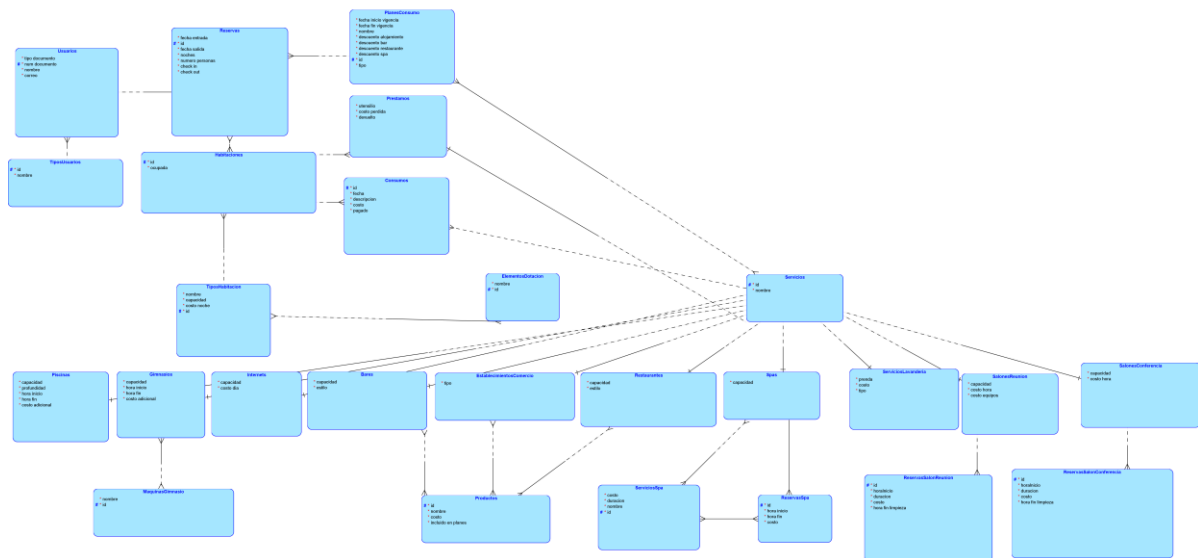 PlanesConsumo
* fecha inicio vigencia
* fecha fin vigencia
* nombre
* descuento alojamiento
* descuento bar
* descuento restaurante
* descuento spa
# * id
* tipo
Reservas
* fecha entrada
# * id
* fecha salida
* noches
* numero personas
* check in
* check out
Usuarios
* tipo documento
# * num documento
* nombre
* correo
Prestamos
* utensilio
* costo perdida
* devuelto
TiposUsuarios
# * id
* nombre
Habitaciones
# * id
* ocupada
Consumos
# * id
* fecha
* descripcion
* costo
* pagado
Servicios
# * id
* nombre
ElementosDotacion
* nombre
# * id
TiposHabitacion
* nombre
* capacidad
* costo noche
# * id
Piscinas
* capacidad
* profundidad
* hora inicio
* hora fin
* costo adicional
Gimnasios
* capacidad
* hora inicio
* hora fin
* costo adicional
Internets
* capacidad
* costo dia
Bares
* capacidad
* estilo
EstablecimientosComercio
* tipo
Restaurantes
* capacidad
* estilo
Spas
* capacidad
ServiciosLavanderia
* prenda
* costo
* tipo
SalonesReunion
* capacidad
* costo hora
* costo equipos
SalonesConferencia
* capacidad
* costo hora
MaquinasGimnasio
* nombre
# * id
Productos
* id
* nombre
* costo
* incluido en planes
ServiciosSpa
* costo
* duracion
* nombre
# * id
ReservasSpa
# * id
* hora inicio
* hora fin
* costo
ReservasSalonReunion
# * id
* horainicio
* duracion
* costo
* hora fin limpieza
ReservasSalonConferencia
# * id
* horainicio
* duracion
* costo
* hora fin limpieza